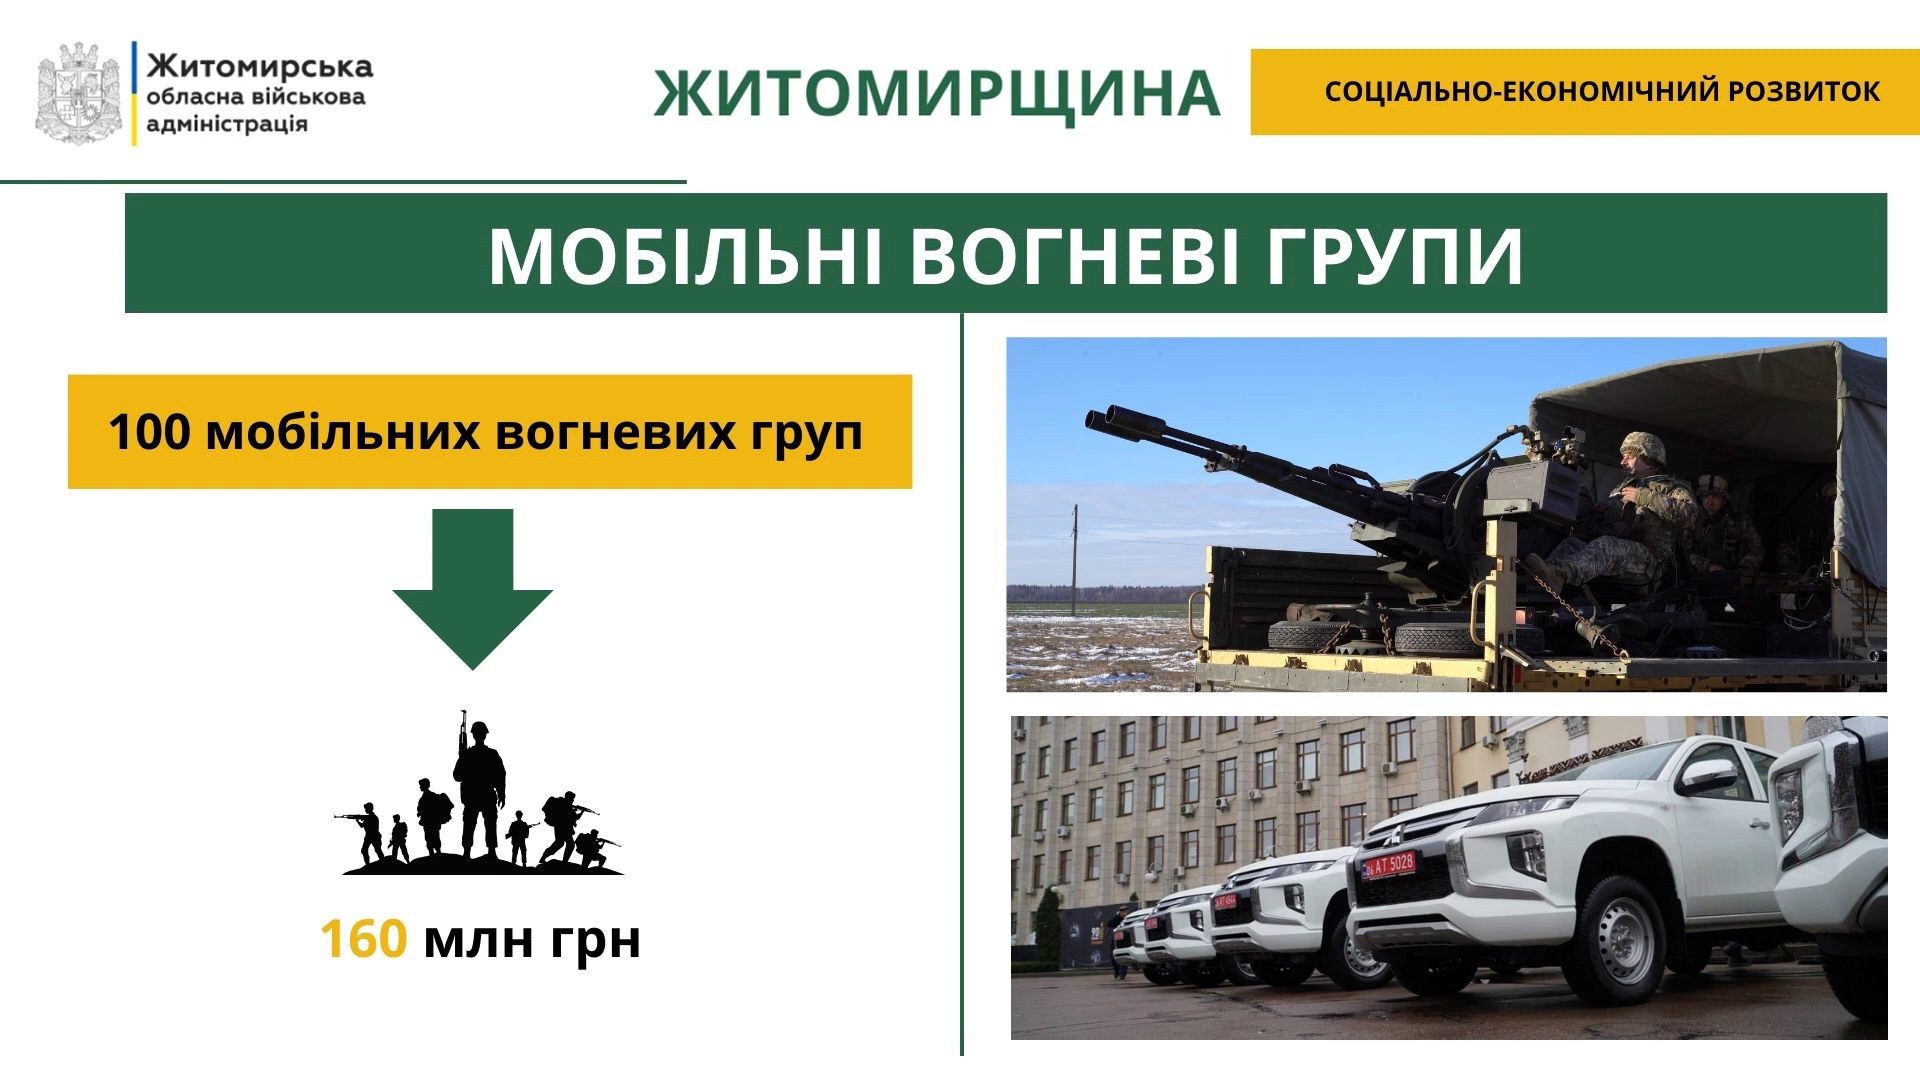 Житомирська
обласна військова
адміністрація
ЖИТОМИРЩИНА
СОЦІАЛЬНО-ЕКОНОМІЧНИЙ РОЗВИТОК
МОБІЛЬНІ ВОГНЕВІ ГРУПИ
100 мобільних вогневих груп
160 млн грн
AT 5028